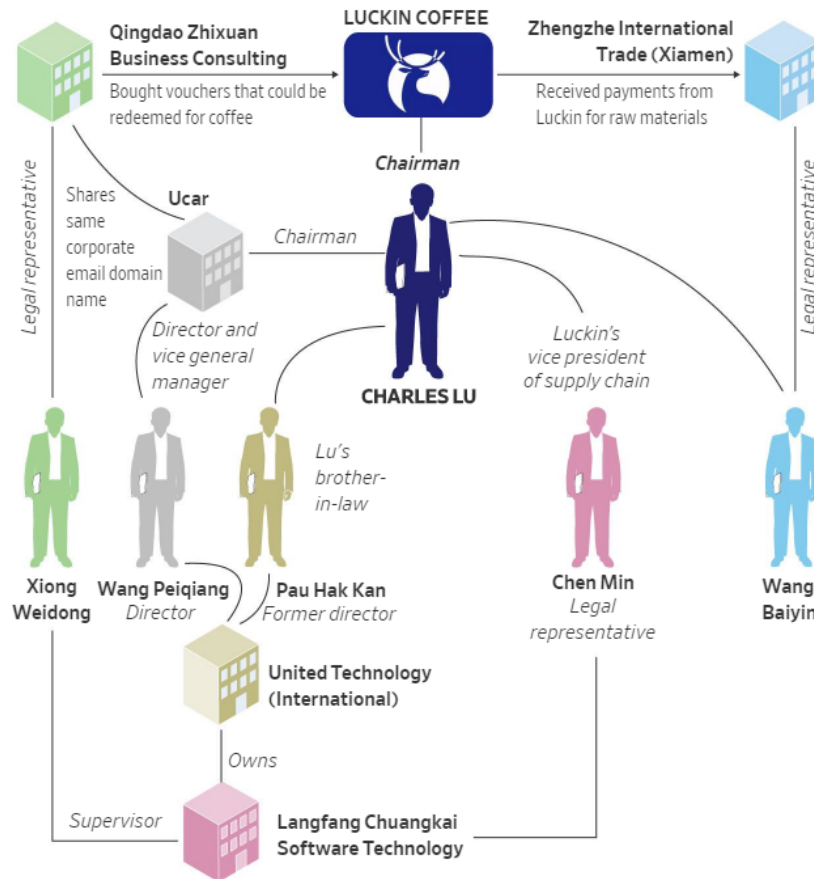 Qingdao Zhixuan
Business Consulting
Bought vouchers that could be
redeemed for coffee
LUCKIN COFFEE
Zhengzhe International
Trade (Xiamen)
Received payments from
Luckin for raw materials
Chairman
Legal representative
Shares
same
corporate
email domain
name
Ucar
Chairman
Legal representative
Director and
vice general
manager
Luckin's
vice president
of supply chain
CHARLES LU
Lu's
brother-
in-law
Xiong
Weidong
Wang Peiqiang
Director
Pau Hak Kan
Former director
Chen Min
Legal
representative
Wang
Baiyin
United Technology
(International)
Owns
Supervisor
Langfang Chuangkai
Software Technology